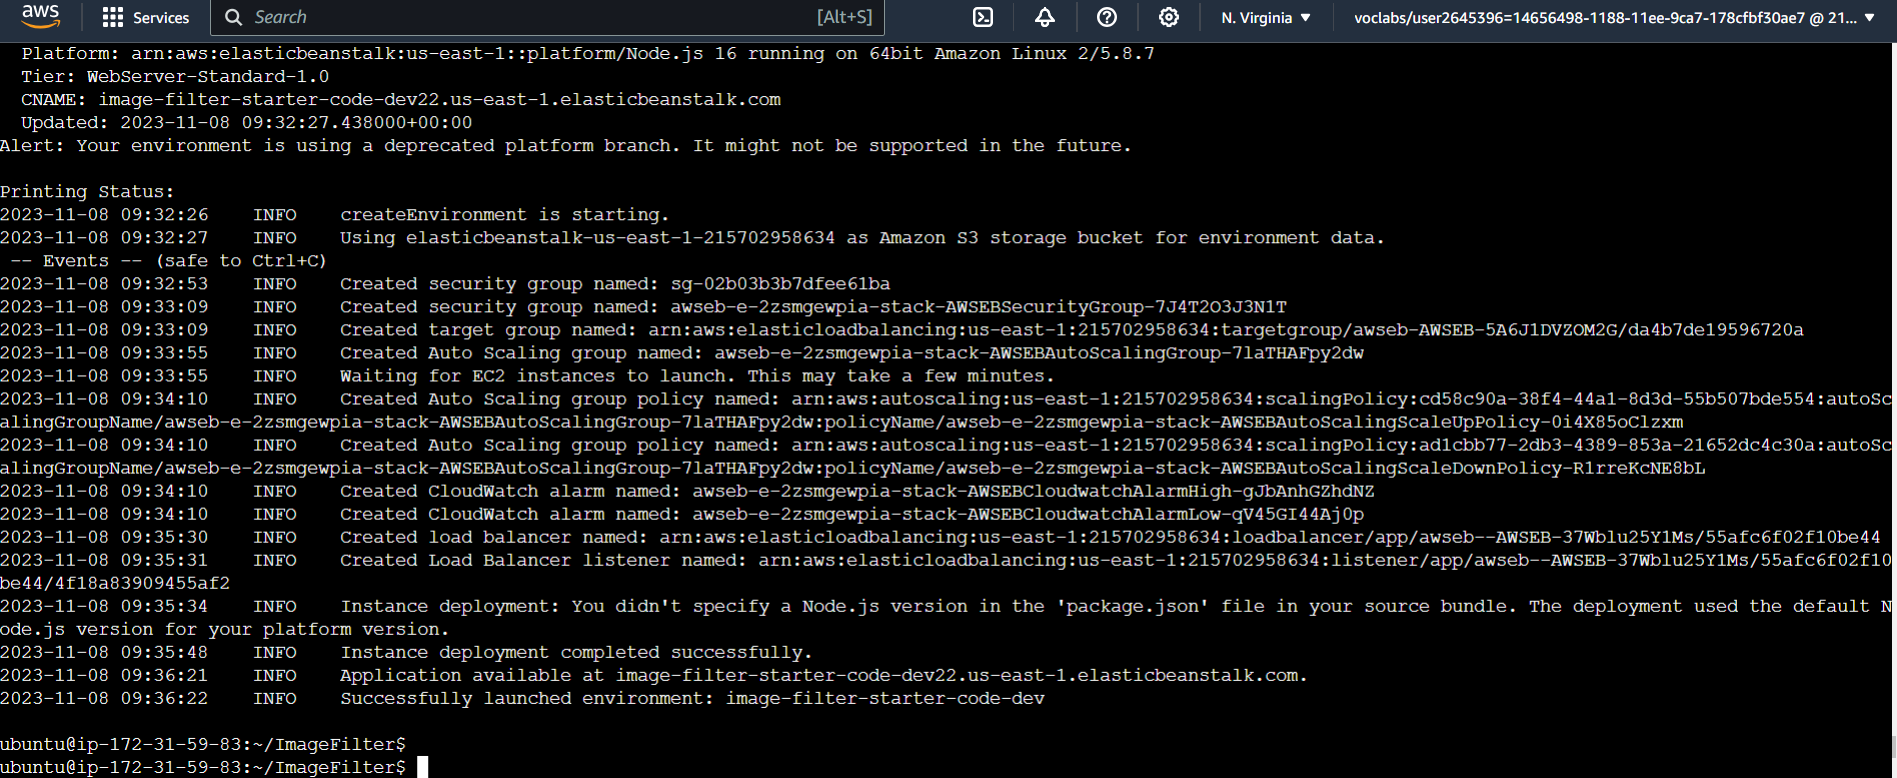 aws Services Search [Alt+S] N. Virginia ▼ voclabs/user2645396=14656498-1188-11ee-9ca7-178cfbf30ae7 @ 21... ▼
Platform: arn:aws:elasticbeanstalk:us-east-1::platform/Node.js 16 running on 64bit Amazon Linux 2/5.8.7
Tier: WebServer-Standard-1.0
CNAME: image-filter-starter-code-dev22.us-east-1.elasticbeanstalk.com
Updated: 2023-11-08 09:32:27.438000+00:00
Alert: Your environment is using a deprecated platform branch. It might not be supported in the future.
Printing Status:
2023-11-08 09:32:26    INFO    createEnvironment is starting.
2023-11-08 09:32:27    INFO    Using elasticbeanstalk-us-east-1-215702958634 as Amazon S3 storage bucket for environment data.
-- Events -- (safe to Ctrl+C)
2023-11-08 09:32:53    INFO    Created security group named: sg-02b03b3b7dfee61ba
2023-11-08 09:33:09    INFO    Created security group named: awseb-e-2zsmgewpia-stack-AWSEBSecurityGroup-7J4T2O3J3N1T
2023-11-08 09:33:09    INFO    Created target group named: arn:aws:elasticloadbalancing:us-east-1:215702958634:targetgroup/awseb-AWSEB-5A6J1DVZOM2G/da4b7de19596720a
2023-11-08 09:33:55    INFO    Created Auto Scaling group named: awseb-e-2zsmgewpia-stack-AWSEBAutoScalingGroup-7laTHAFpy2dw
2023-11-08 09:33:55    INFO    Waiting for EC2 instances to launch. This may take a few minutes.
2023-11-08 09:34:10    INFO    Created Auto Scaling group policy named: arn:aws:autoscaling:us-east-1:215702958634:scalingPolicy:cd58c90a-38f4-44a1-8d3d-55b507bde554:autoSc
alingGroupName/awseb-e-2zsmgewpia-stack-AWSEBAutoScalingGroup-7laTHAFpy2dw:policyName/awseb-e-2zsmgewpia-stack-AWSEBAutoScalingScaleUpPolicy-0i4X85oClzxm
2023-11-08 09:34:10    INFO    Created Auto Scaling group policy named: arn:aws:autoscaling:us-east-1:215702958634:scalingPolicy:ad1cbb77-2db3-4389-853a-21652dc4c30a:autoSc
alingGroupName/awseb-e-2zsmgewpia-stack-AWSEBAutoScalingGroup-7laTHAFpy2dw:policyName/awseb-e-2zsmgewpia-stack-AWSEBAutoScalingScaleDownPolicy-R1rreKcNE8bL
2023-11-08 09:34:10    INFO    Created CloudWatch alarm named: awseb-e-2zsmgewpia-stack-AWSEBCloudwatchAlarmHigh-gJbAnhGZhdNZ
2023-11-08 09:34:10    INFO    Created CloudWatch alarm named: awseb-e-2zsmgewpia-stack-AWSEBCloudwatchAlarmLow-qV45GI44Aj0p
2023-11-08 09:35:30    INFO    Created load balancer named: arn:aws:elasticloadbalancing:us-east-1:215702958634:loadbalancer/app/awseb--AWSEB-37Wblu25Y1Ms/55afc6f02f10be44
2023-11-08 09:35:31    INFO    Created Load Balancer listener named: arn:aws:elasticloadbalancing:us-east-1:215702958634:listener/app/awseb--AWSEB-37Wblu25Y1Ms/55afc6f02f10
be44/4f18a83909455af2
2023-11-08 09:35:34    INFO    Instance deployment: You didn't specify a Node.js version in the 'package.json' file in your source bundle. The deployment used the default N
ode.js version for your platform version.
2023-11-08 09:35:48    INFO    Instance deployment completed successfully.
2023-11-08 09:36:21    INFO    Application available at image-filter-starter-code-dev22.us-east-1.elasticbeanstalk.com.
2023-11-08 09:36:22    INFO    Successfully launched environment: image-filter-starter-code-dev
ubuntu@ip-172-31-59-83:~/ImageFilter$
ubuntu@ip-172-31-59-83:~/ImageFilter$